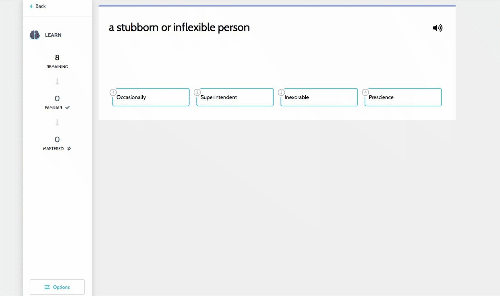 Back
LEARN
8
REMAINING
0
FAMILIAR
0
MASTERED
Options
a stubborn or inflexible person
1 Occasionally
2 Superintendent
3 Inexorable
4 Prescience